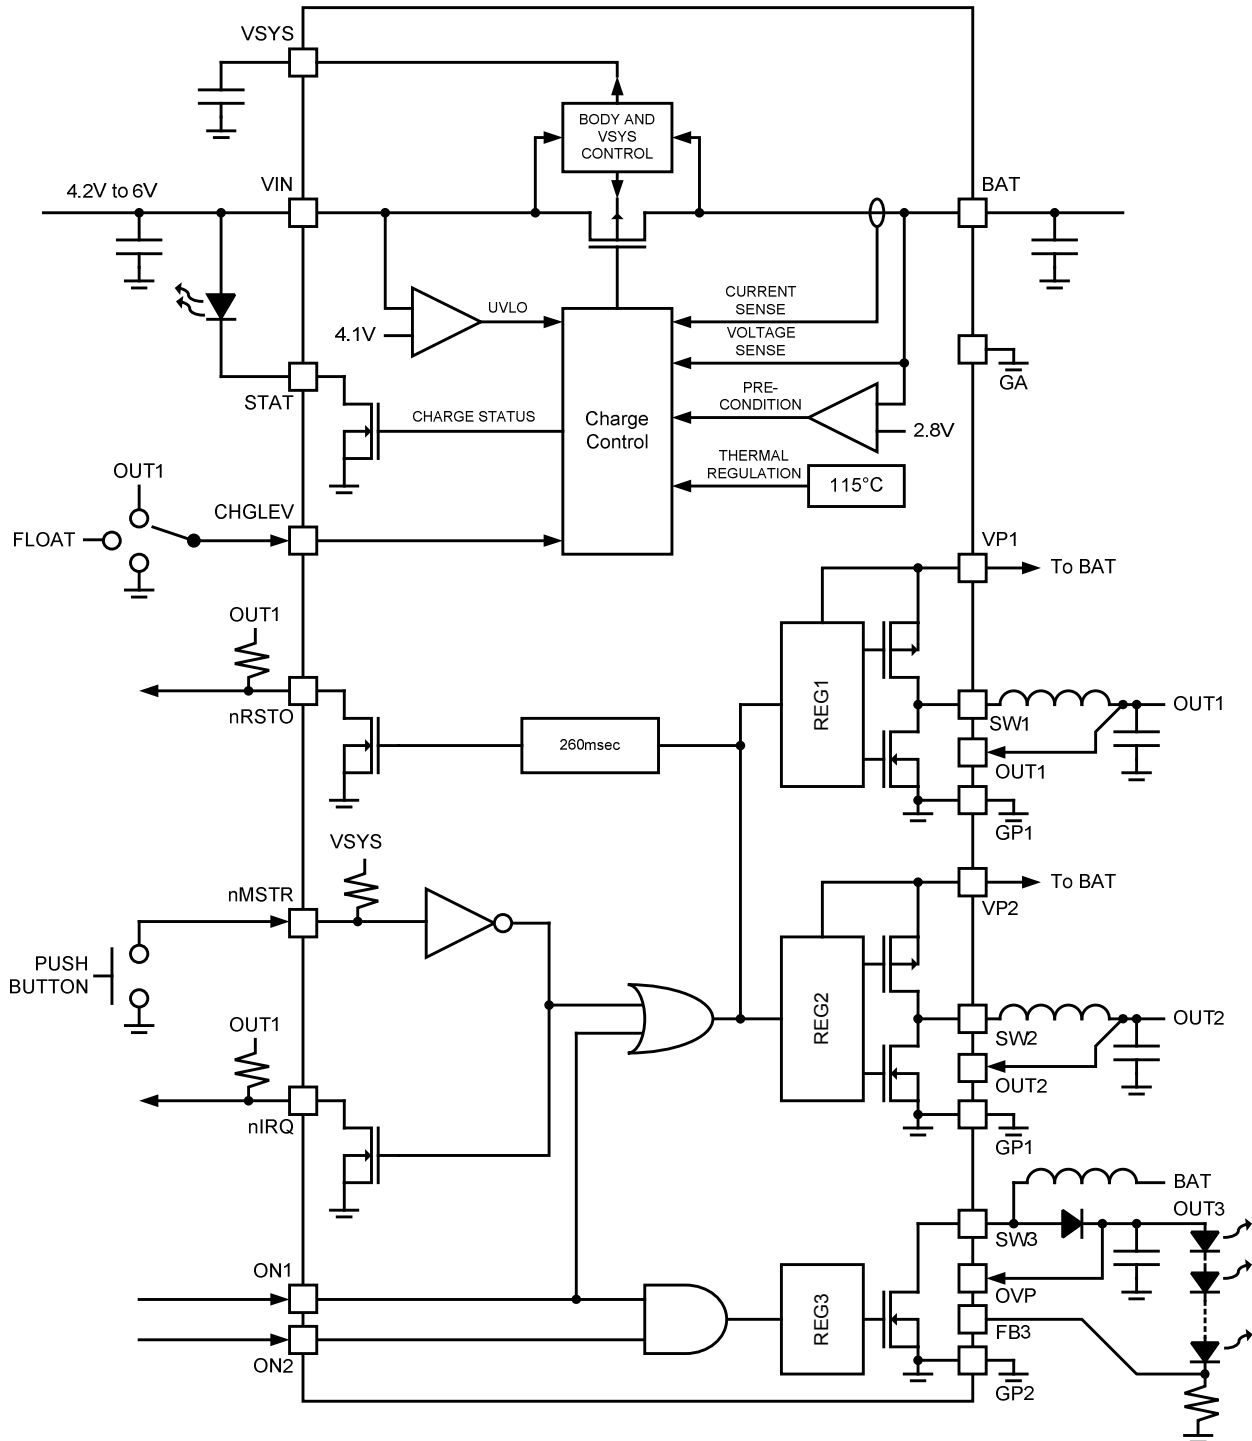 VSYS
BODY AND
VSYS
CONTROL
4.2V to 6V
VIN
BAT
CURRENT
SENSE
UVLO
4.1V
VOLTAGE
SENSE
GA
STAT
PRE-
CONDITION
CHARGE STATUS
Charge
Control
2.8V
THERMAL
REGULATION
115°C
OUT1
CHGLEV
FLOAT
VP1
To BAT
OUT1
nRSTO
REG1
260msec
SW1
OUT1
OUT1
GP1
VSYS
nMSTR
To BAT
VP2
PUSH
BUTTON
REG2
OUT1
SW2
OUT2
OUT2
nIRQ
GP1
BAT
OUT3
SW3
ON1
OVP
REG3
FB3
ON2
GP2